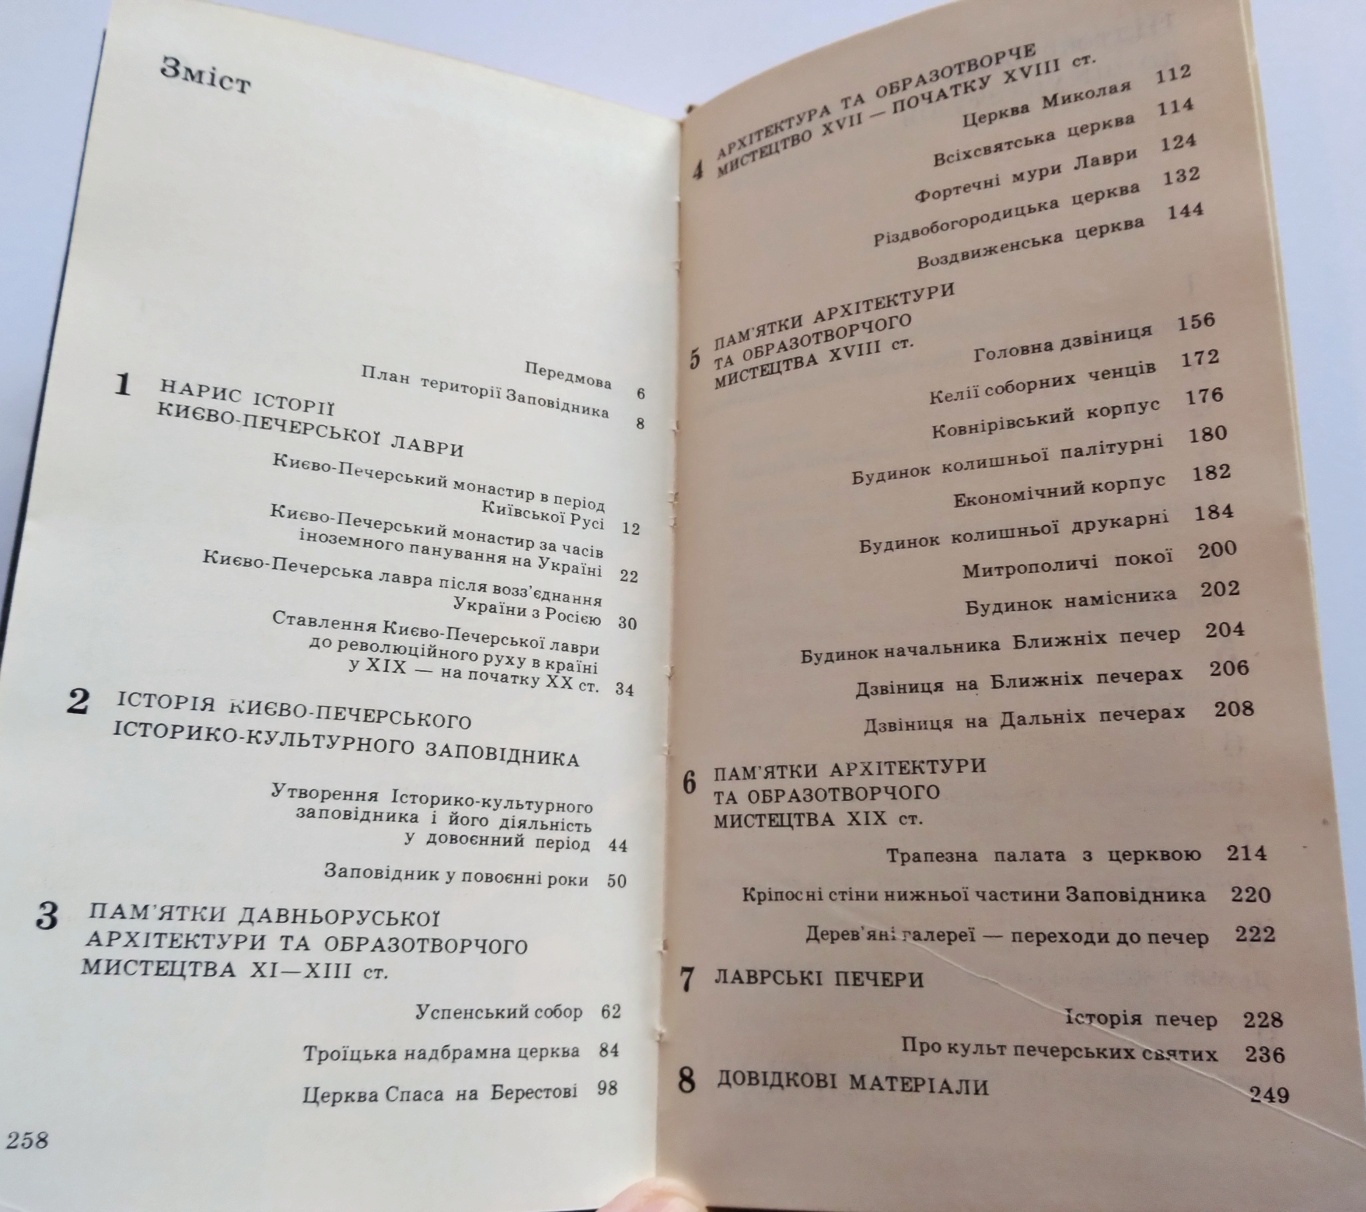 Зміст
Передмова 6
План території Заповідника 8
1 НАРИС ІСТОРІЇ
КИЄВО-ПЕЧЕРСЬКОЇ ЛАВРИ
Києво-Печерський монастир в період
Київської Русі 12
Києво-Печерський монастир за часів
іноземного панування на Україні 22
Києво-Печерська лавра після возз’єднання
України з Росією 30
Ставлення Києво-Печерської лаври
до революційного руху в країні
у XIX — на початку XX ст. 34
2 ІСТОРІЯ КИЄВО-ПЕЧЕРСЬКОГО
ІСТОРИКО-КУЛЬТУРНОГО ЗАПОВІДНИКА
Утворення Історико-культурного
заповідника і його діяльність
у довоєнний період 44
Заповідник у повоєнні роки 50
3 ПАМ’ЯТКИ ДАВНЬОРУСЬКОЇ
АРХІТЕКТУРИ ТА ОБРАЗОТВОРЧОГО
МИСТЕЦТВА XI—XIII ст.
Успенський собор 62
Троїцька надбрамна церква 84
Церква Спаса на Берестові 98
258
4 АРХІТЕКТУРА ТА ОБРАЗОТВОРЧЕ
МИСТЕЦТВО XVII — ПОЧАТКУ XVIII ст.
Церква Миколая 112
Всіхсвятська церква 114
Фортечні мури Лаври 124
Різдвобогородицька церква 132
Воздвиженська церква 144
5 ПАМ’ЯТКИ АРХІТЕКТУРИ
ТА ОБРАЗОТВОРЧОГО
МИСТЕЦТВА XVIII ст.
Головна дзвіниця 156
Келії соборних ченців 172
Ковнірівський корпус 176
Будинок колишньої палітурні 180
Економічний корпус 182
Будинок колишньої друкарні 184
Митрополичі покої 200
Будинок намісника 202
Будинок начальника Ближніх печер 204
Дзвіниця на Ближніх печерах 206
Дзвіниця на Дальніх печерах 208
6 ПАМ’ЯТКИ АРХІТЕКТУРИ
ТА ОБРАЗОТВОРЧОГО
МИСТЕЦТВА XIX ст.
Трапезна палата з церквою 214
Кріпосні стіни нижньої частини Заповідника 220
Дерев’яні галереї — переходи до печер 222
7 ЛАВРСЬКІ ПЕЧЕРИ
Історія печер 228
Про культ печерських святих 236
8 ДОВІДКОВІ МАТЕРІАЛИ 249